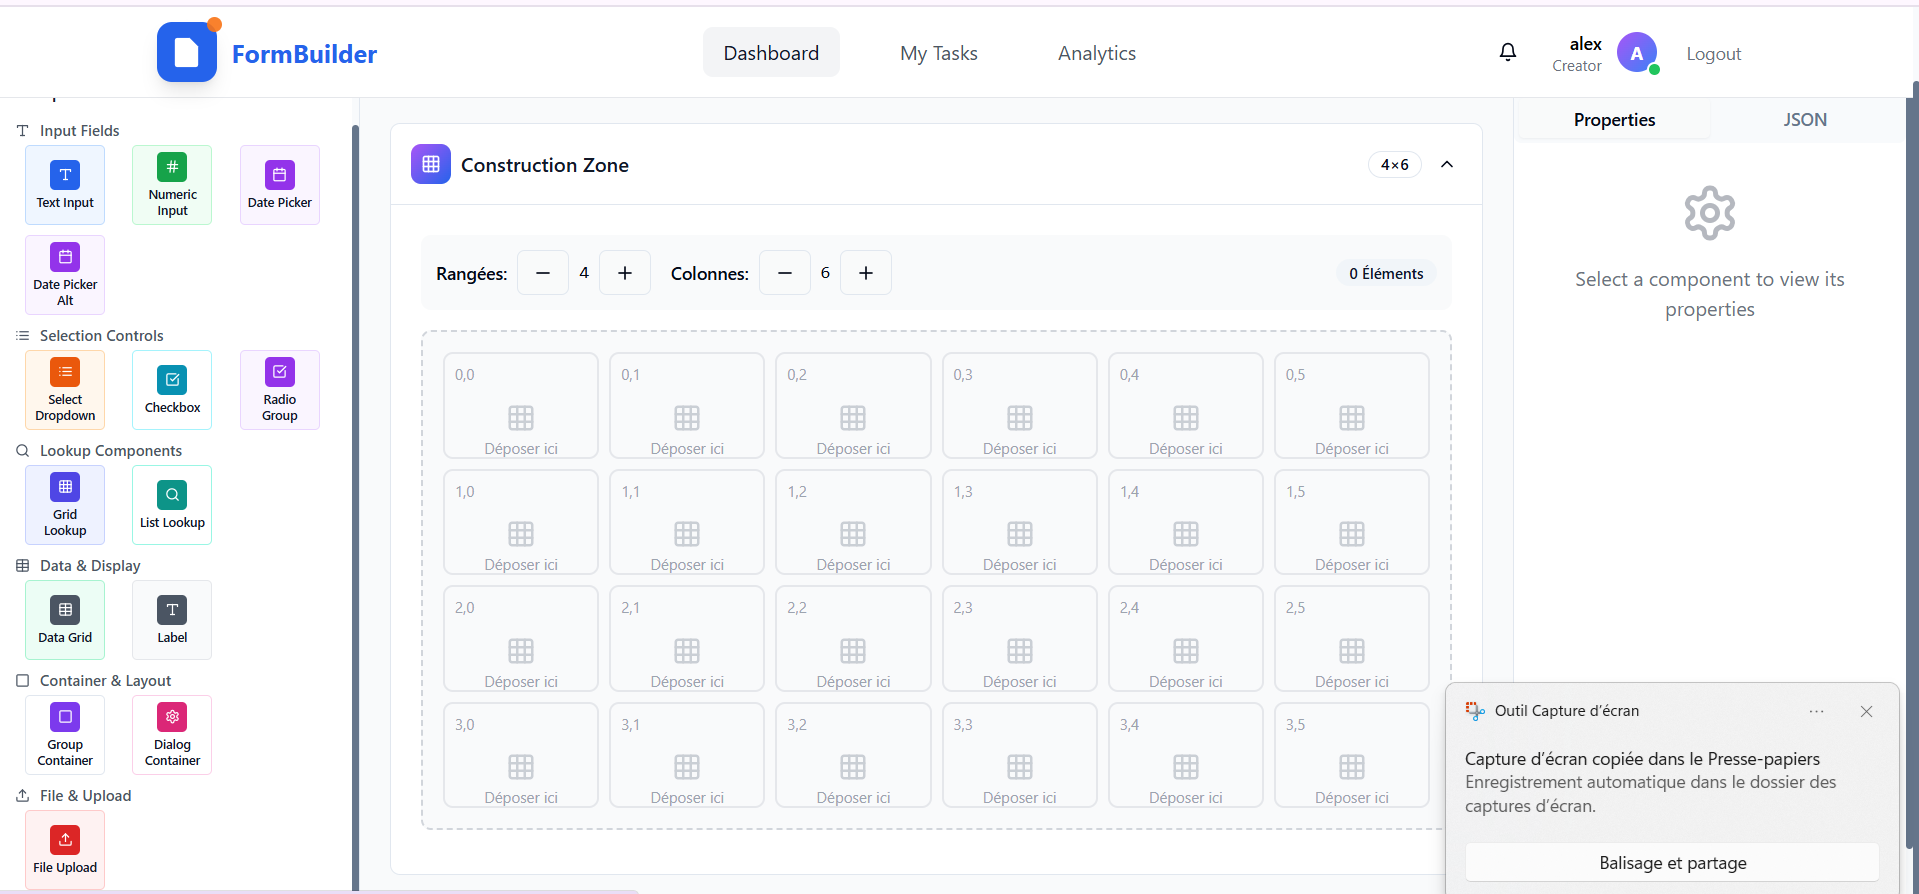 FormBuilder
Dashboard
My Tasks
Analytics
alex
Creator
A
Logout
Input Fields
Text Input
Numeric
Input
Date Picker
Date Picker
Alt
Selection Controls
Select
Dropdown
Checkbox
Radio
Group
Lookup Components
Grid
Lookup
List Lookup
Data & Display
Data Grid
Label
Container & Layout
Group
Container
Dialog
Container
File & Upload
File Upload
Construction Zone
4×6
Rangées:
4
Colonnes:
6
0 Éléments
0,0
0,1
0,2
0,3
0,4
0,5
Déposer ici
Déposer ici
Déposer ici
Déposer ici
Déposer ici
Déposer ici
1,0
1,1
1,2
1,3
1,4
1,5
Déposer ici
Déposer ici
Déposer ici
Déposer ici
Déposer ici
Déposer ici
2,0
2,1
2,2
2,3
2,4
2,5
Déposer ici
Déposer ici
Déposer ici
Déposer ici
Déposer ici
Déposer ici
3,0
3,1
3,2
3,3
3,4
3,5
Déposer ici
Déposer ici
Déposer ici
Déposer ici
Déposer ici
Déposer ici
Properties
JSON
Select a component to view its
properties
Outil Capture d’écran
Capture d’écran copiée dans le Presse-papiers
Enregistrement automatique dans le dossier des
captures d’écran.
Balisage et partage